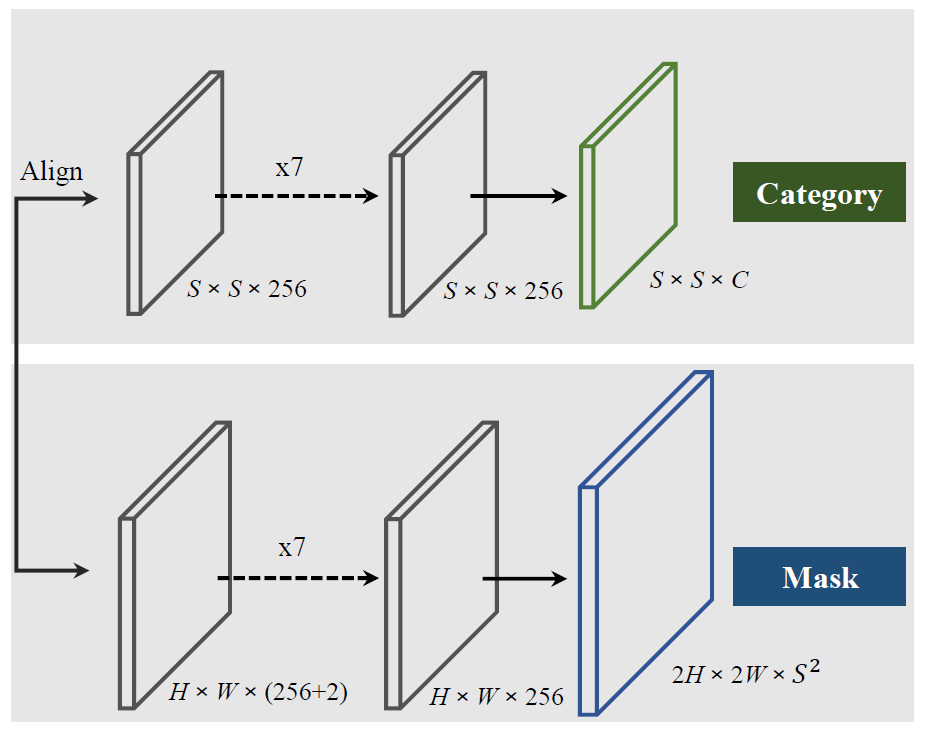 Align
x7
Category
S × S × 256
S × S × 256
S × S × C
x7
Mask
H × W × (256+2)
H × W × 256
2H × 2W × S²